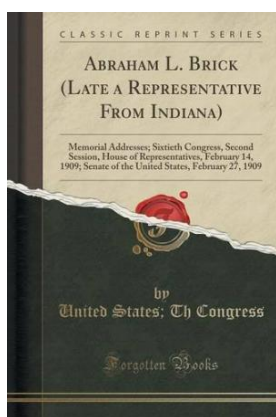 CLASSIC REPRINT SERIES
ABRAHAM L. BRICK
(LATE A REPRESENTATIVE
FROM INDIANA)
Memorial Addresses; Sixtieth Congress, Second
Session, House of Representatives, February 14,
1909; Senate of the United States, February 27, 1909
by
United States; Th Congress
Forgotten Books